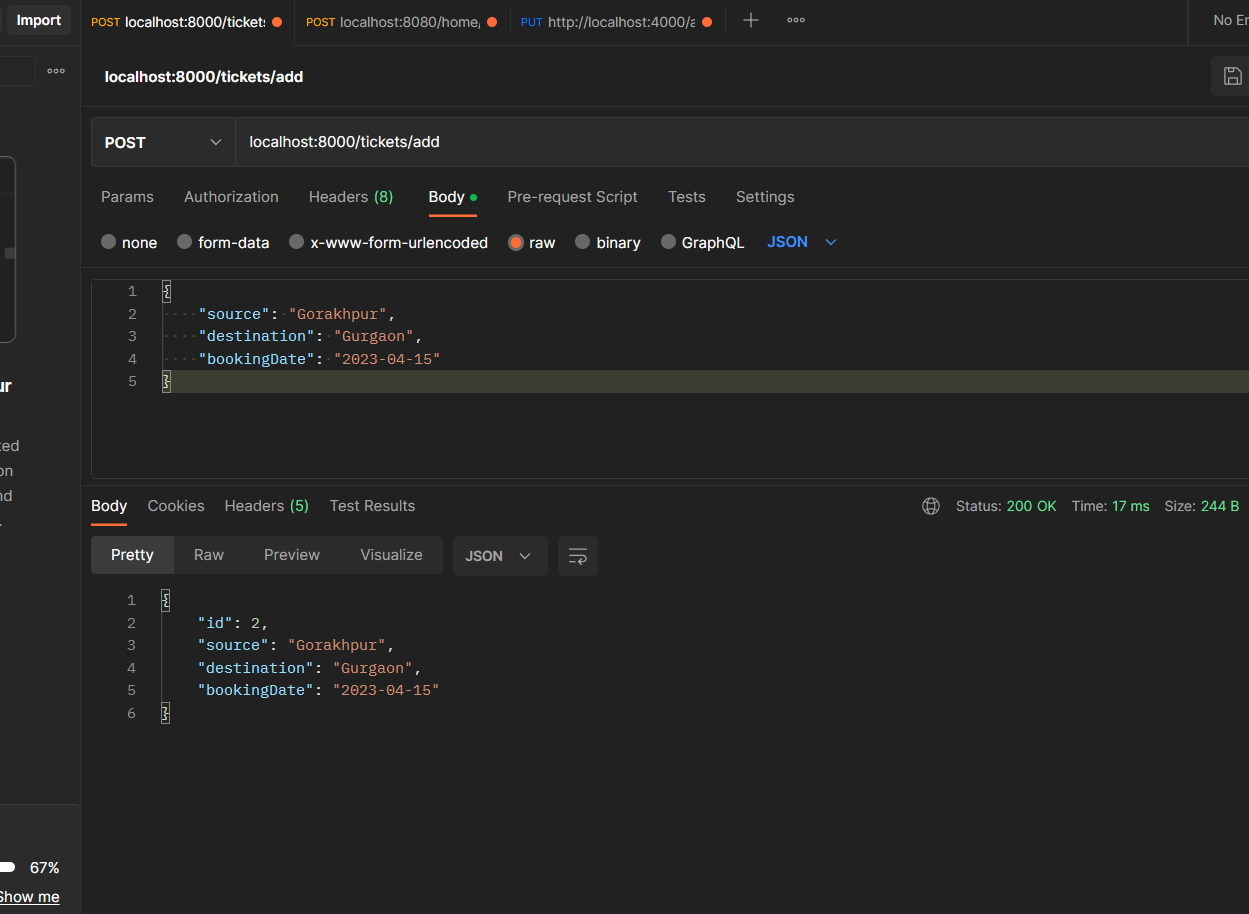 Import
POST localhost:8000/tickets
POST localhost:8080/home/
PUT http://localhost:4000/a
No En
localhost:8000/tickets/add
POST localhost:8000/tickets/add
Params Authorization Headers (8) Body Pre-request Script Tests Settings
none form-data x-www-form-urlencoded raw binary GraphQL JSON
1 {
2 "source": "Gorakhpur",
3 "destination": "Gurgaon",
4 "bookingDate": "2023-04-15"
5 }
Body Cookies Headers (5) Test Results Status: 200 OK Time: 17 ms Size: 244 B
Pretty Raw Preview Visualize JSON
1 {
2 "id": 2,
3 "source": "Gorakhpur",
4 "destination": "Gurgaon",
5 "bookingDate": "2023-04-15"
6 }
67%
Show me